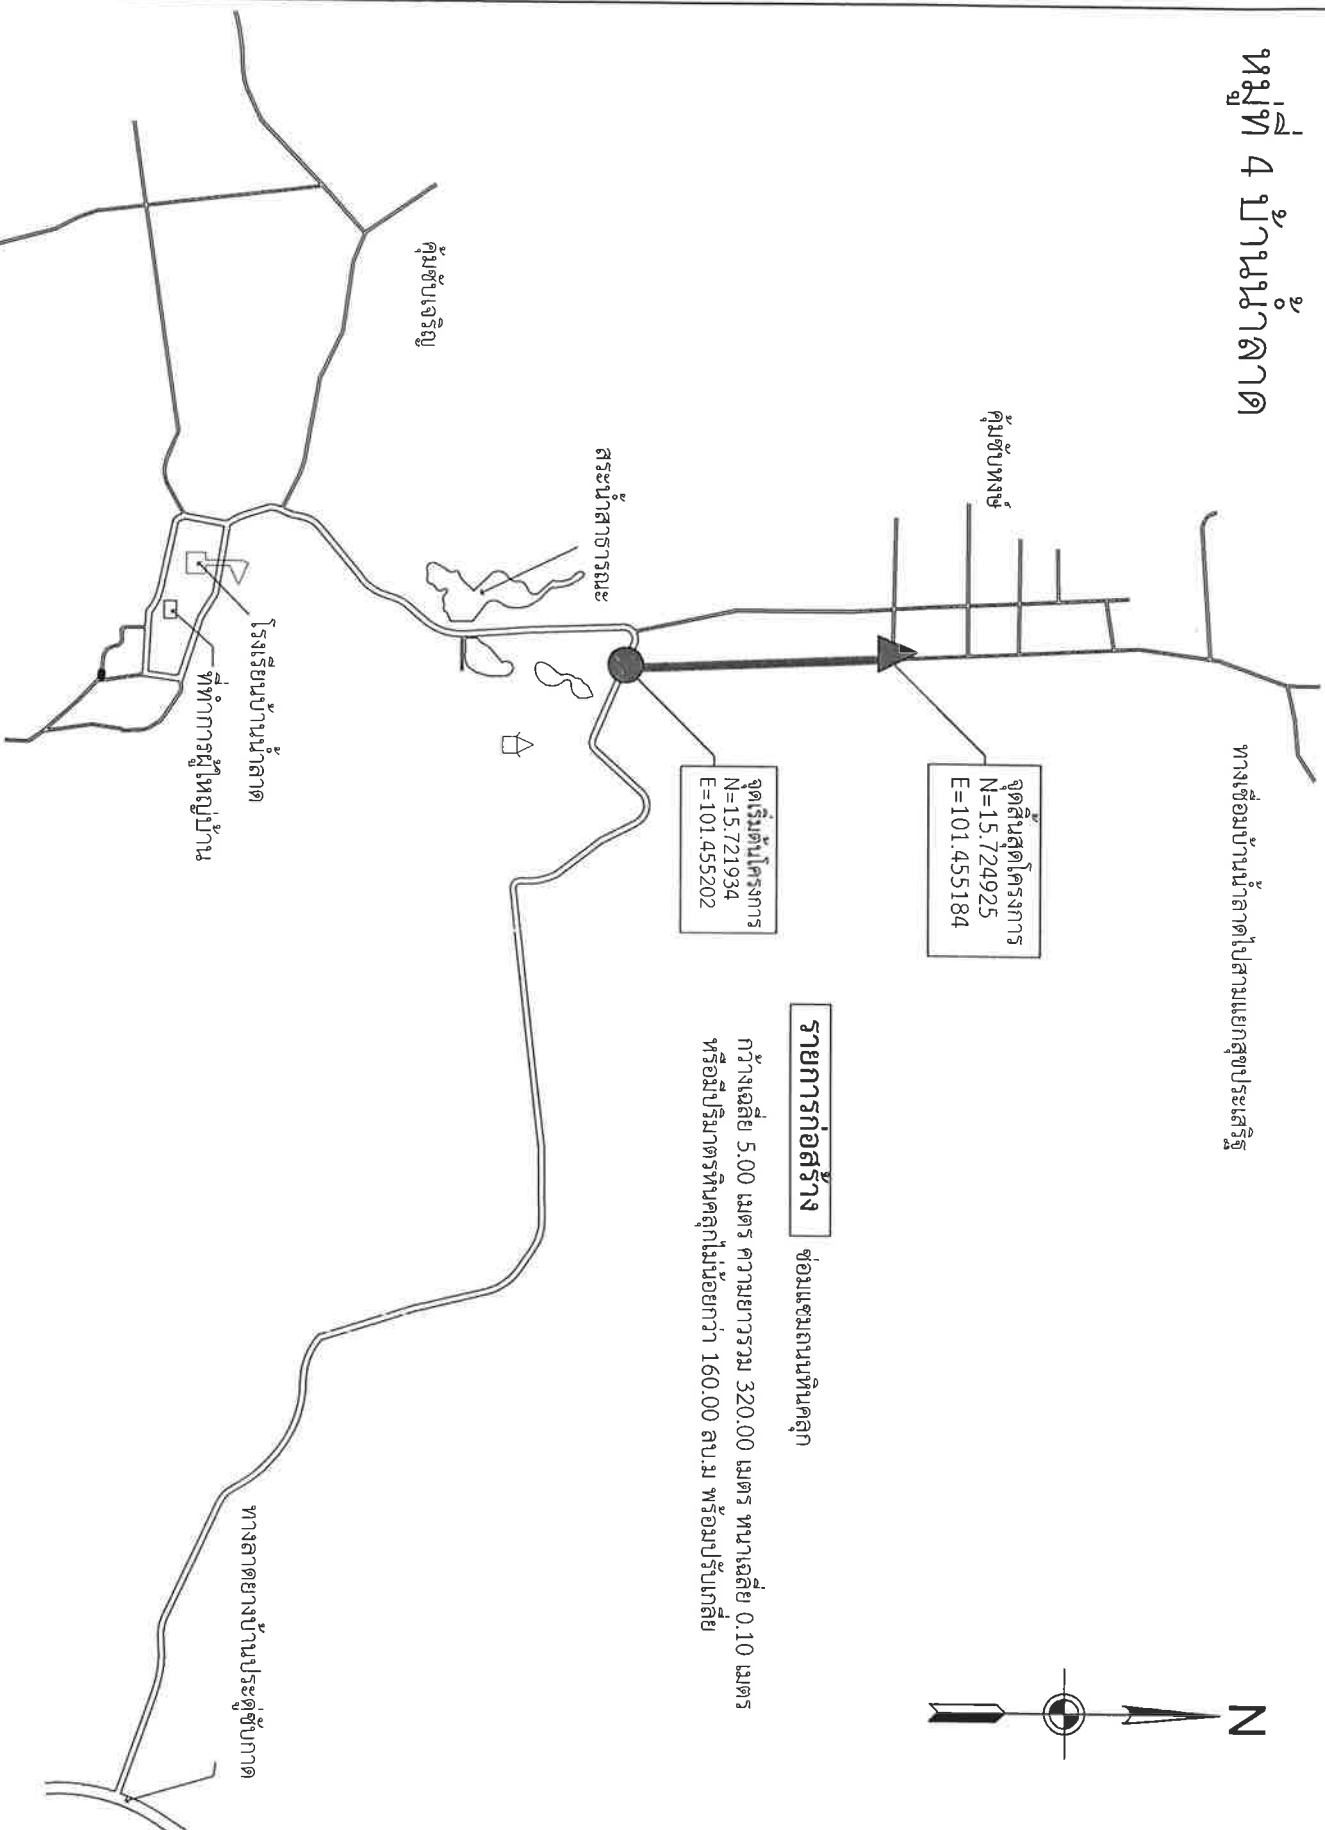 หมู่ที่ 4 บ้านน้ำลาด
ทางเชื่อมบ้านน้ำลาดไปสามแยกสุขประเสริฐ
N
คุ้มซับหงษ์
จุดสิ้นสุดโครงการ
N=15.724925
E=101.455184
รายการก่อสร้าง
ซ่อมแซมถนนหินคลุก
กว้างเฉลี่ย 5.00 เมตร ความยาวรวม 320.00 เมตร หนาเฉลี่ย 0.10 เมตร
หรือมีปริมาตรหินคลุกไม่น้อยกว่า 160.00 ลบ.ม พร้อมปรับเกลี่ย
จุดเริ่มต้นโครงการ
N=15.721934
E=101.455202
สระน้ำสาธารณะ
คุ้มซับเจริญ
โรงเรียนบ้านน้ำลาด
ที่ทำการผู้ใหญ่บ้าน
ทางลาดยางบ้านประดู่ซับกาด